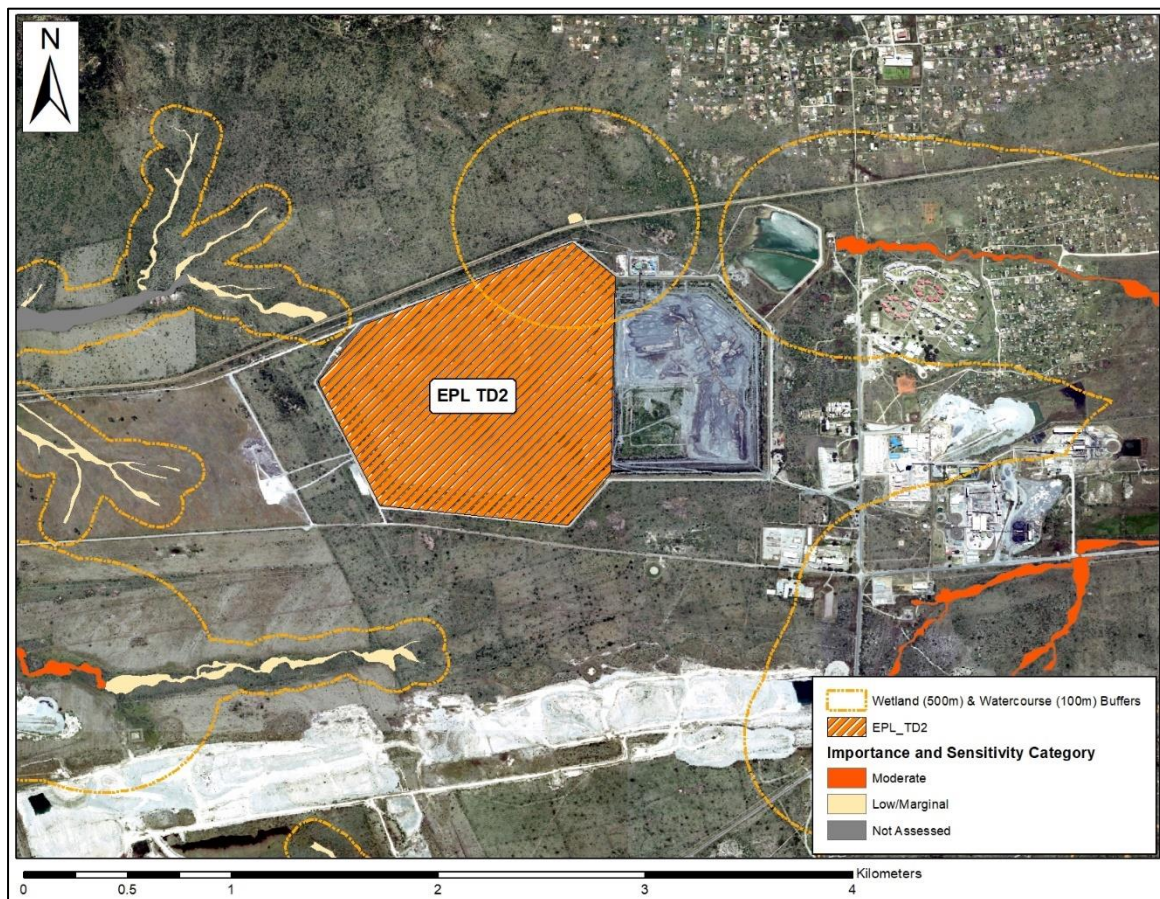 N
EPL TD2
Wetland (500m) & Watercourse (100m) Buffers
EPL_TD2
Importance and Sensitivity Category
Moderate
Low/Marginal
Not Assessed
Kilometers
0 0.5 1 2 3 4